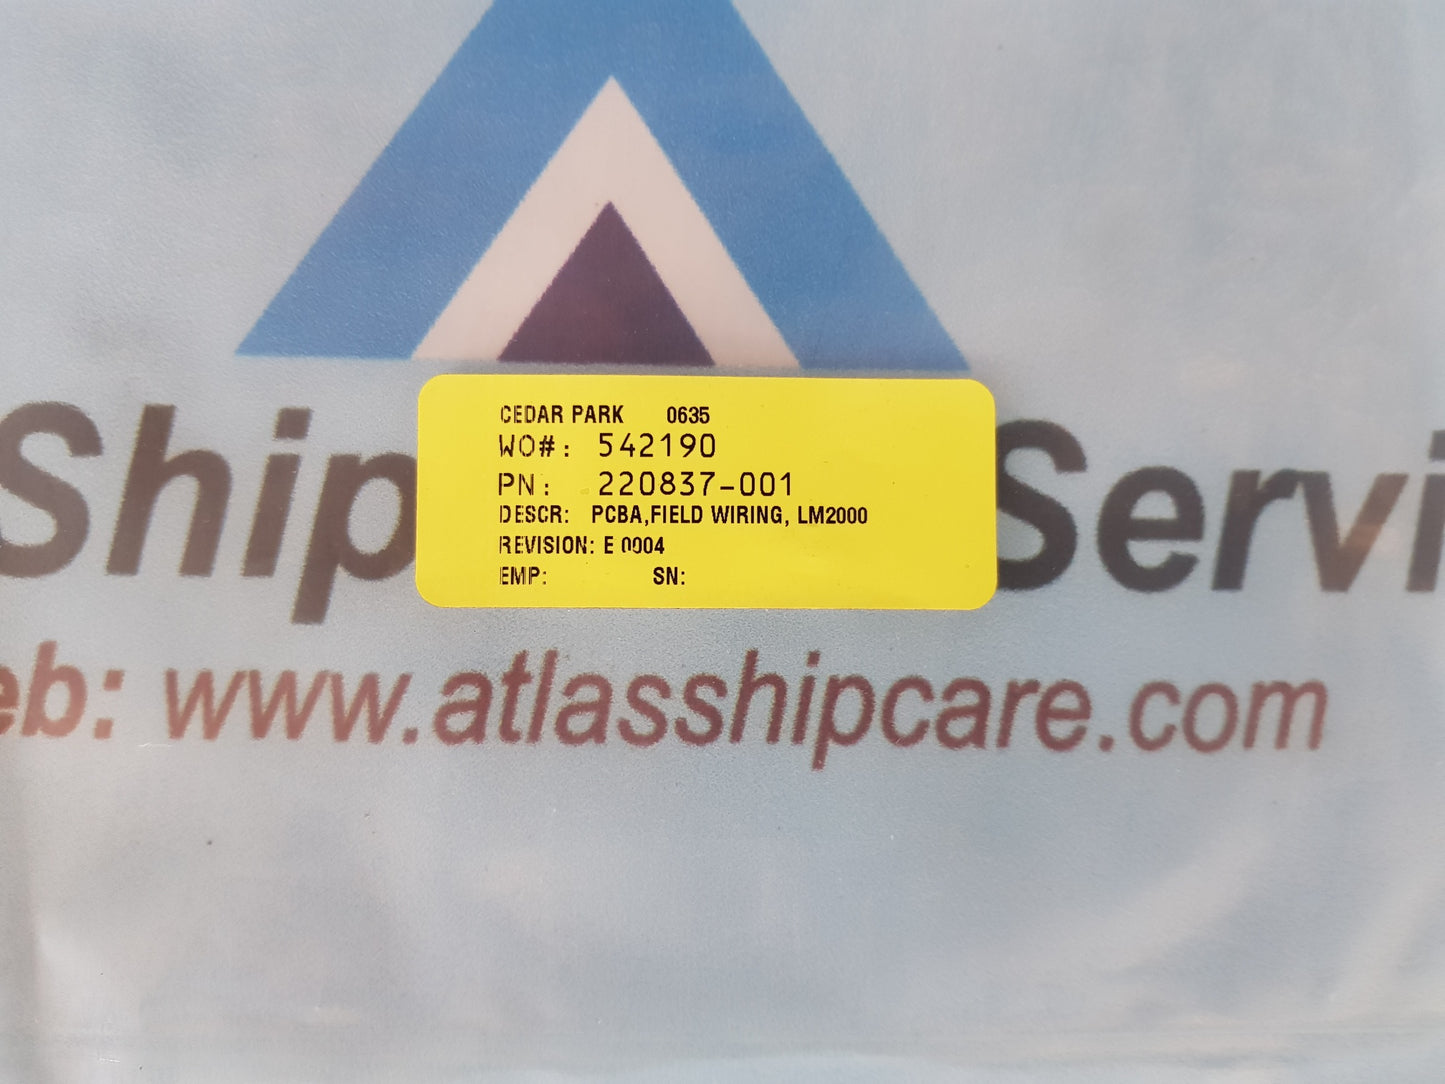 CEDAR PARK 0635
WO#: 542190
PN: 220837-001
DESCR: PCBA,FIELD WIRING, LM2000
REVISION: E 0004
EMP: SN:
Ship Servi
eb: www.atlasshipcare.com